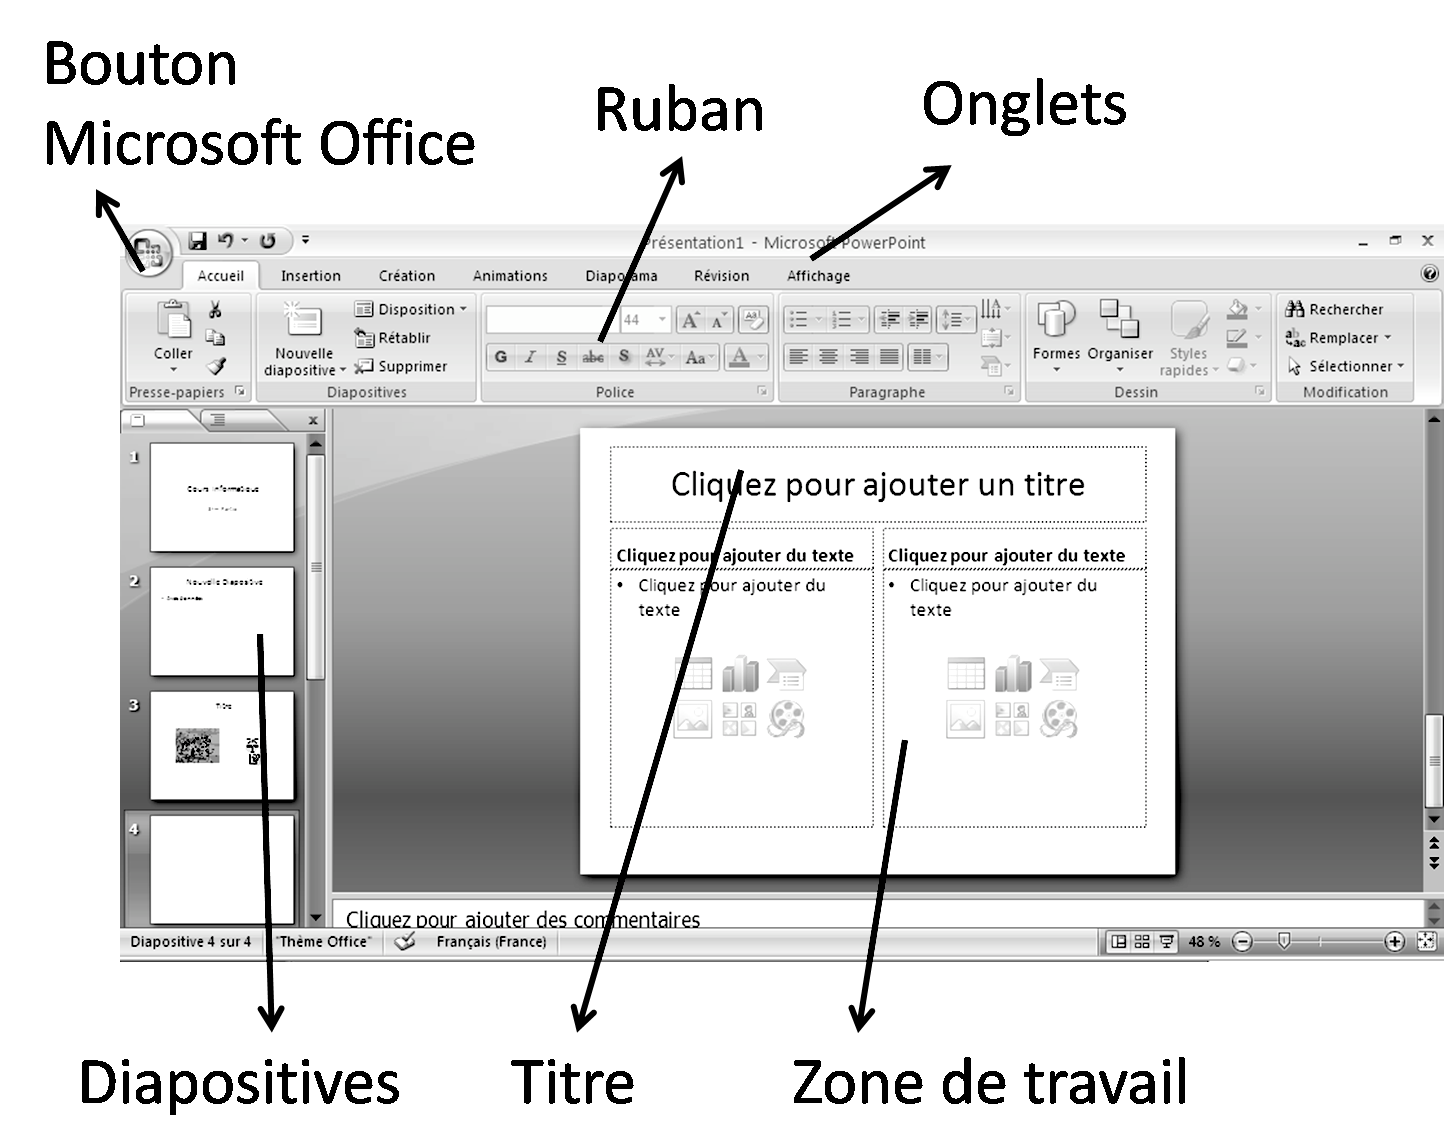 Bouton
Microsoft Office
Ruban
Onglets
Présentation1 - Microsoft PowerPoint
Accueil Insertion Création Animations Diaporama Révision Affichage
Coller
Presse-papiers
Nouvelle
diapositive
Disposition
Rétablir
Supprimer
Diapositives
44
G I S abc S AV Aa A
Police
Paragraphe
Formes Organiser Styles
rapides
Dessin
Rechercher
Remplacer
Sélectionner
Modification
1
Cours Informatique
2
Nouvelle Diapositive
3
Titre
4
Cliquez pour ajouter un titre
Cliquez pour ajouter du texte
• Cliquez pour ajouter du
texte
Cliquez pour ajouter du texte
• Cliquez pour ajouter du
texte
Cliquez pour ajouter des commentaires
Diapositive 4 sur 4 "Thème Office" Français (France) 48 %
Diapositives
Titre
Zone de travail